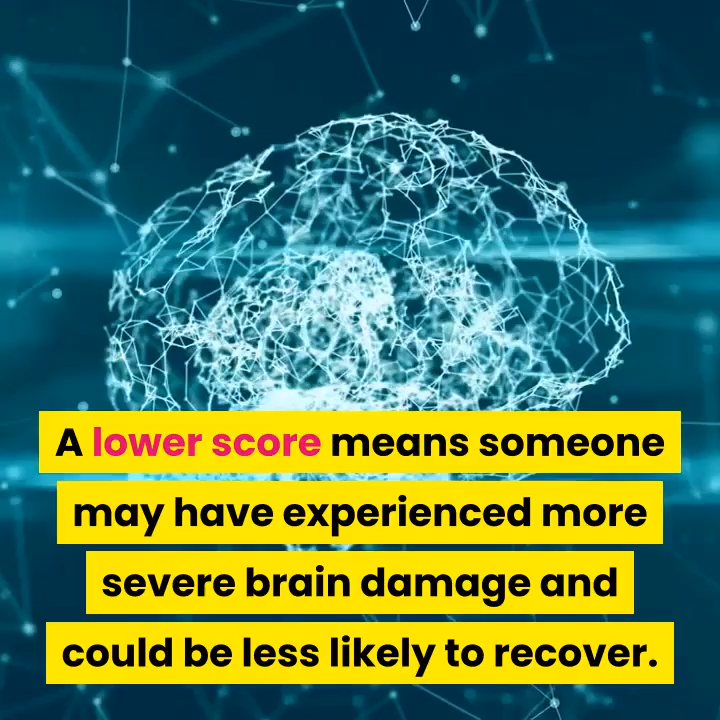 A lower score means someone
may have experienced more
severe brain damage and
could be less likely to recover.